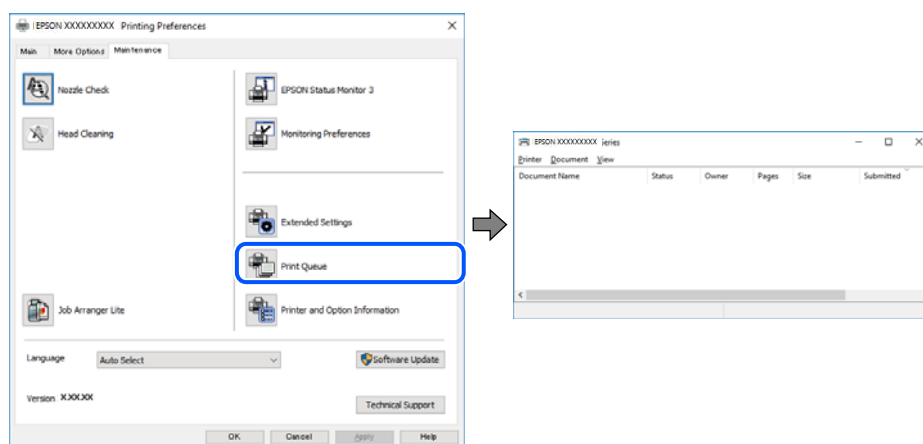 EPSON XXXXXXXXX Printing Preferences
Main More Options Maintenance
Nozzle Check
EPSON Status Monitor 3
Head Cleaning
Monitoring Preferences
Extended Settings
Print Queue
Job Arranger Lite
Printer and Option Information
Language Auto Select
Software Update
Version X.XX.XX
Technical Support
OK Cancel Apply Help
EPSON XXXXXXXXX ieries
Printer Document View
Document Name Status Owner Pages Size Submitted